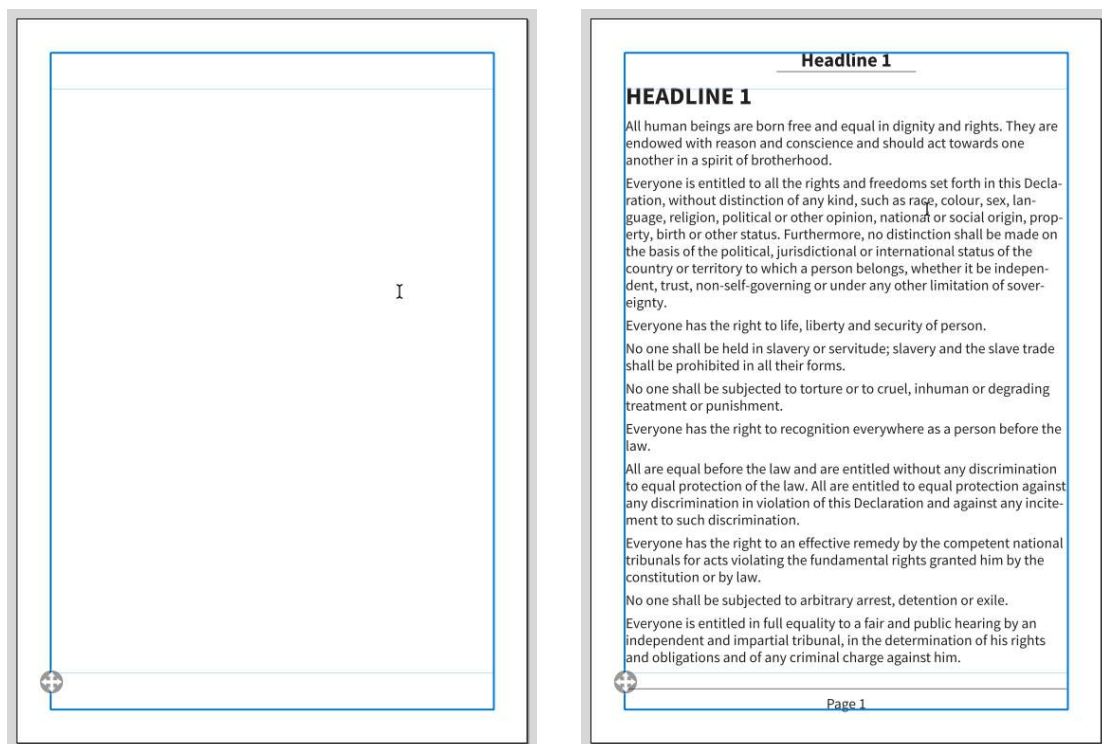 Headline 1
HEADLINE 1
All human beings are born free and equal in dignity and rights. They are
endowed with reason and conscience and should act towards one
another in a spirit of brotherhood.
Everyone is entitled to all the rights and freedoms set forth in this Decla-
ration, without distinction of any kind, such as race, colour, sex, lan-
guage, religion, political or other opinion, national or social origin, prop-
erty, birth or other status. Furthermore, no distinction shall be made on
the basis of the political, jurisdictional or international status of the
country or territory to which a person belongs, whether it be indepen-
dent, trust, non-self-governing or under any other limitation of sover-
eignty.
Everyone has the right to life, liberty and security of person.
No one shall be held in slavery or servitude; slavery and the slave trade
shall be prohibited in all their forms.
No one shall be subjected to torture or to cruel, inhuman or degrading
treatment or punishment.
Everyone has the right to recognition everywhere as a person before the
law.
All are equal before the law and are entitled without any discrimination
to equal protection of the law. All are entitled to equal protection against
any discrimination in violation of this Declaration and against any incite-
ment to such discrimination.
Everyone has the right to an effective remedy by the competent national
tribunals for acts violating the fundamental rights granted him by the
constitution or by law.
No one shall be subjected to arbitrary arrest, detention or exile.
Everyone is entitled in full equality to a fair and public hearing by an
independent and impartial tribunal, in the determination of his rights
and obligations and of any criminal charge against him.
Page 1